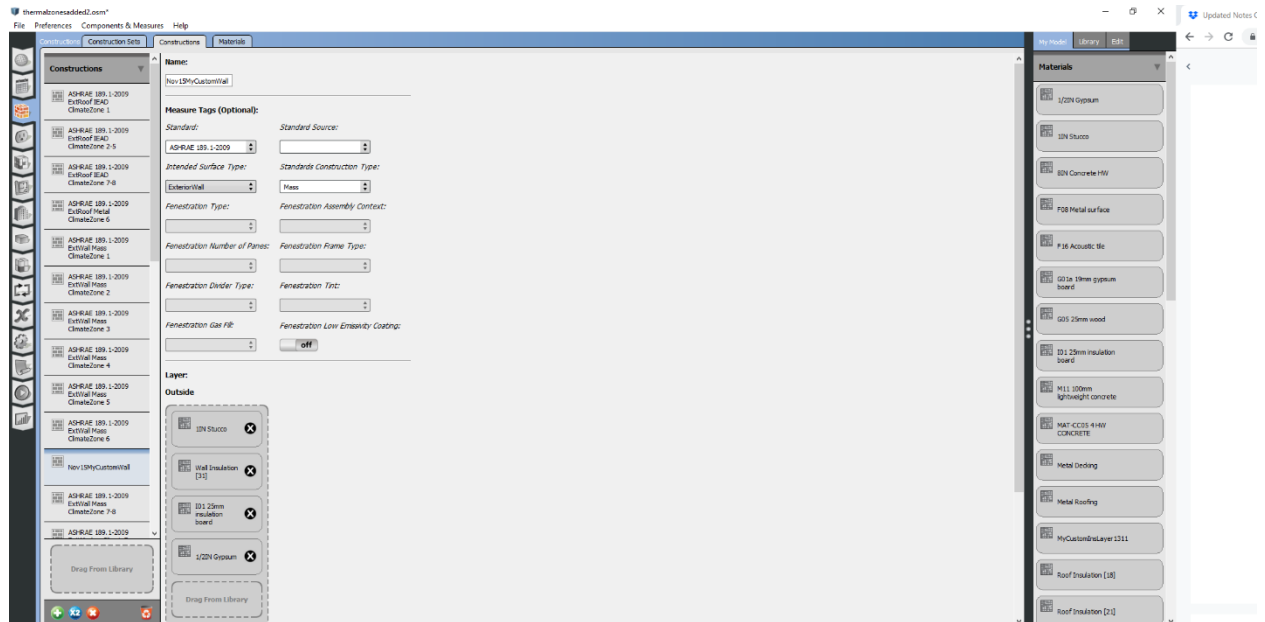 thermalzonesadded2.osm*
File Preferences Components & Measures Help
Constructions Construction Sets Constructions Materials
Constructions
ASHRAE 189.1-2009
ExtRoof IEAD
ClimateZone 1
ASHRAE 189.1-2009
ExtRoof IEAD
ClimateZone 2-5
ASHRAE 189.1-2009
ExtRoof IEAD
ClimateZone 7-8
ASHRAE 189.1-2009
ExtRoof Metal
ClimateZone 6
ASHRAE 189.1-2009
ExtWall Mass
ClimateZone 1
ASHRAE 189.1-2009
ExtWall Mass
ClimateZone 2
ASHRAE 189.1-2009
ExtWall Mass
ClimateZone 3
ASHRAE 189.1-2009
ExtWall Mass
ClimateZone 4
ASHRAE 189.1-2009
ExtWall Mass
ClimateZone 5
ASHRAE 189.1-2009
ExtWall Mass
ClimateZone 6
Nov15MyCustomWall
ASHRAE 189.1-2009
ExtWall Mass
ClimateZone 7-8
ASHRAE 189.1-2009
Drag From Library
x2
Name:
Nov15MyCustomWall
Measure Tags (Optional):
Standard: Standard Source:
ASHRAE 189.1-2009
Intended Surface Type: Standards Construction Type:
ExteriorWall Mass
Fenestration Type: Fenestration Assembly Context:
Fenestration Number of Panes: Fenestration Frame Type:
Fenestration Divider Type: Fenestration Tint:
Fenestration Gas Fill: Fenestration Low Emissivity Coating:
off
Layer:
Outside
1IN Stucco
Wall Insulation
[31]
I01 25mm
insulation
board
1/2IN Gypsum
Drag From Library
My Model Library Edit
Materials
1/2IN Gypsum
1IN Stucco
8IN Concrete HW
F08 Metal surface
F16 Acoustic tile
G01a 19mm gypsum
board
G05 25mm wood
I01 25mm insulation
board
M11 100mm
lightweight concrete
MAT-CC05 4 HW
CONCRETE
Metal Decking
Metal Roofing
MyCustomInsLayer1311
Roof Insulation [18]
Roof Insulation [21]
Updated Notes